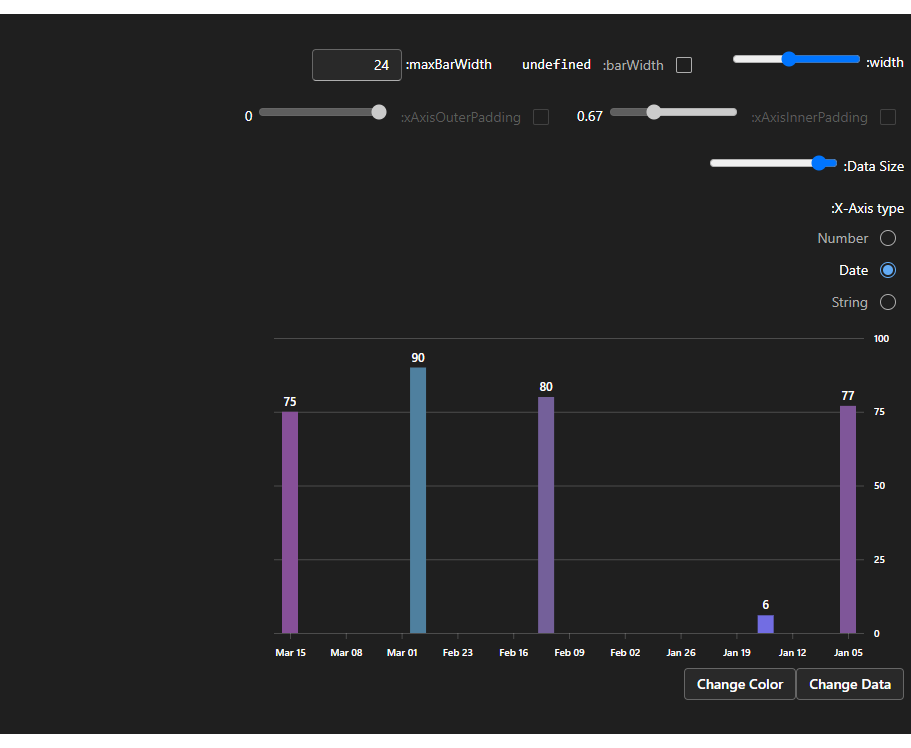 :width
undefined :barWidth
24 :maxBarWidth
0.67 :xAxisInnerPadding
0 :xAxisOuterPadding
:Data Size
:X-Axis type
Number
Date
String
100
75
50
25
0
75
90
80
6
77
Mar 15 Mar 08 Mar 01 Feb 23 Feb 16 Feb 09 Feb 02 Jan 26 Jan 19 Jan 12 Jan 05
Change Color Change Data